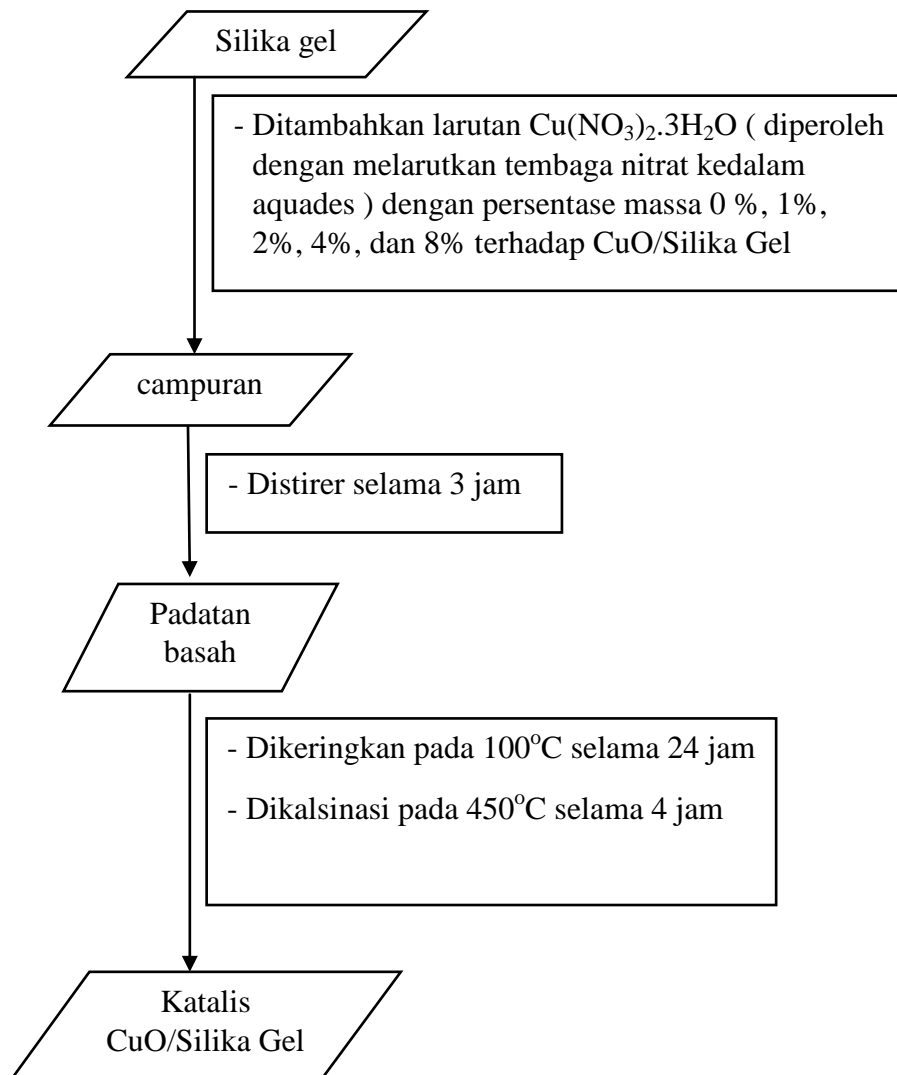 Silika gel
- Ditambahkan larutan Cu(NO₃)₂.3H₂O ( diperoleh
dengan melarutkan tembaga nitrat kedalam
aquades ) dengan persentase massa 0 %, 1%,
2%, 4%, dan 8% terhadap CuO/Silika Gel
campuran
- Distirer selama 3 jam
Padatan
basah
- Dikeringkan pada 100°C selama 24 jam
- Dikalsinasi pada 450°C selama 4 jam
Katalis
CuO/Silika Gel